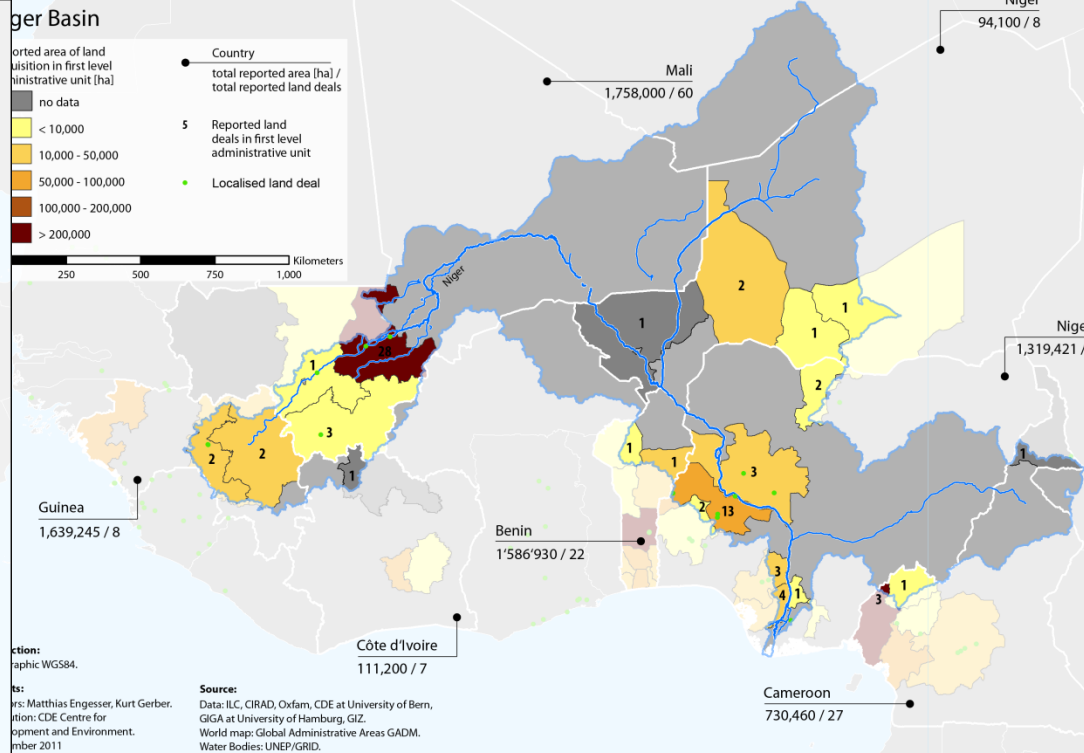 ger Basin
orted area of land
uisition in first level
ministrative unit [ha]
no data
< 10,000
10,000 - 50,000
50,000 - 100,000
100,000 - 200,000
> 200,000
Country
total reported area [ha] /
total reported land deals
5 Reported land
deals in first level
administrative unit
Localised land deal
Kilometers
250 500 750 1,000
Niger
94,100 / 8
Mali
1,758,000 / 60
Niger
2
1
1
1
2
Nige
1,319,421 /
28
1
3
2
2
1
1
1
3
2
13
1
3
4
1
3
1
Guinea
1,639,245 / 8
Benin
1'586'930 / 22
Côte d'Ivoire
111,200 / 7
Cameroon
730,460 / 27
ction:
raphic WGS84.
ts:
rs: Matthias Engesser, Kurt Gerber.
ution: CDE Centre for
opment and Environment.
mber 2011
Source:
Data: ILC, CIRAD, Oxfam, CDE at University of Bern,
GIGA at University of Hamburg, GIZ.
World map: Global Administrative Areas GADM.
Water Bodies: UNEP/GRID.